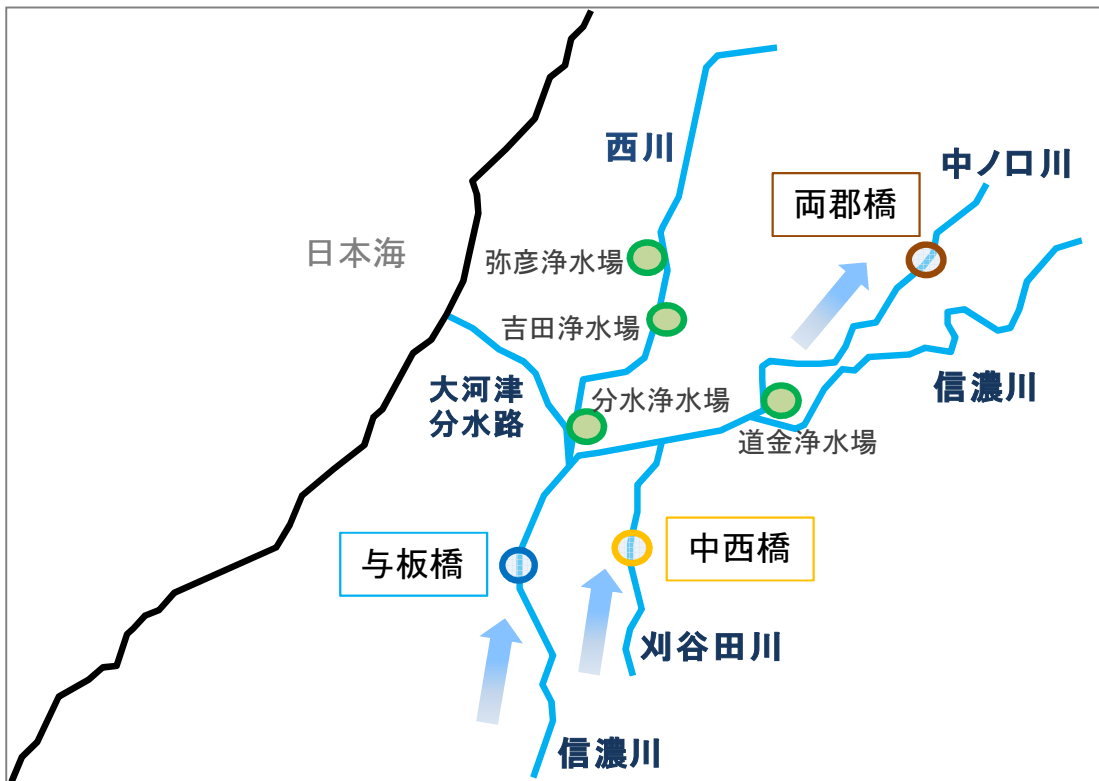 西川
中ノ口川
両郡橋
日本海
弥彦浄水場
吉田浄水場
大河津
分水路
分水浄水場
信濃川
道金浄水場
与板橋
中西橋
刈谷田川
信濃川